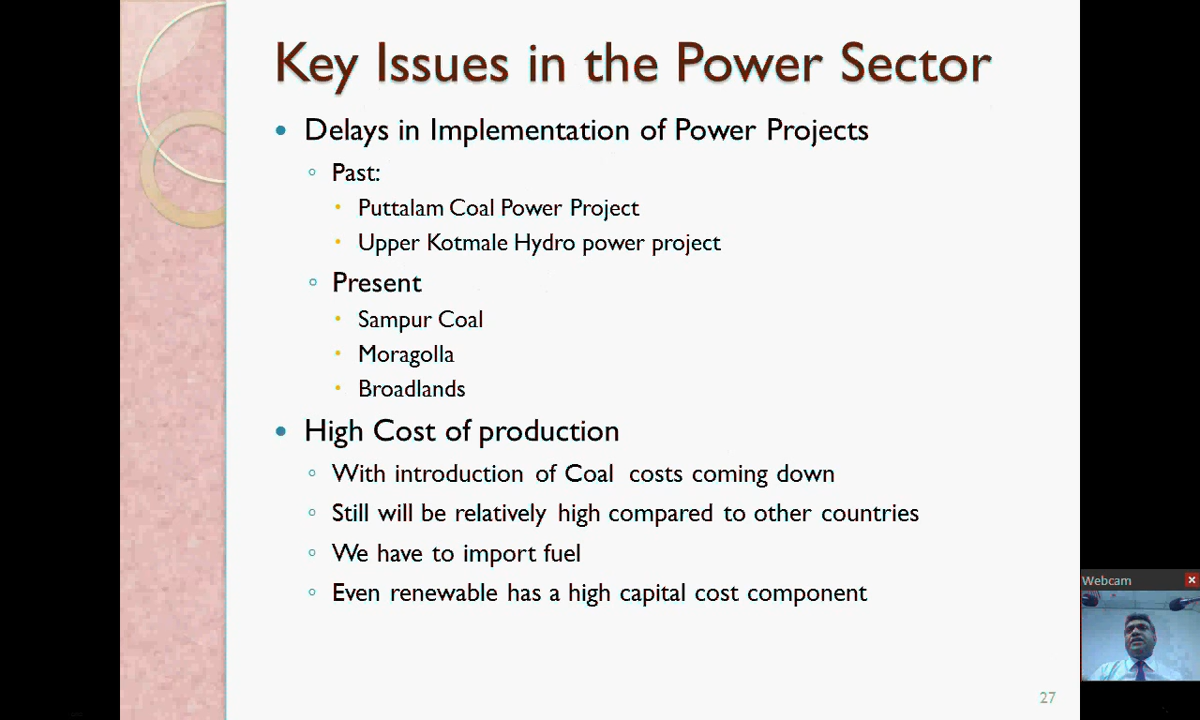 Key Issues in the Power Sector
Delays in Implementation of Power Projects
Past:
Puttalam Coal Power Project
Upper Kotmale Hydro power project
Present
Sampur Coal
Moragolla
Broadlands
High Cost of production
With introduction of Coal costs coming down
Still will be relatively high compared to other countries
We have to import fuel
Even renewable has a high capital cost component
27
Webcam